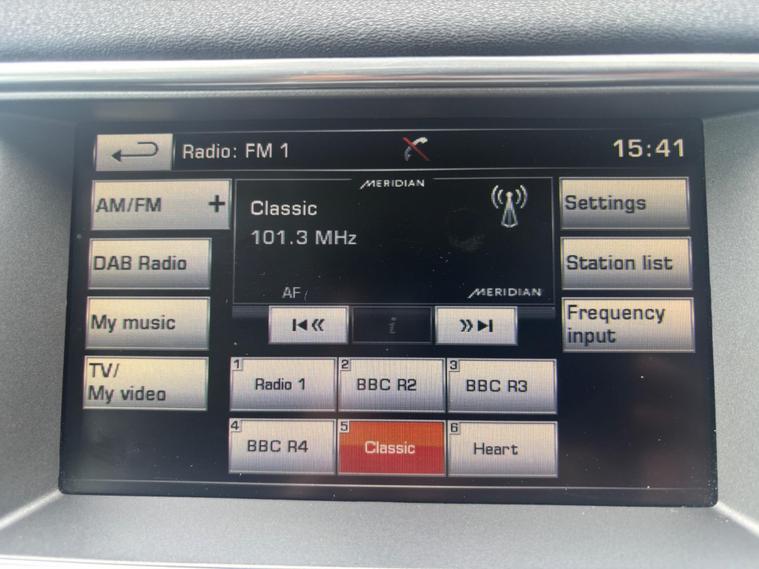 Radio: FM 1
15:41
AM/FM +
MERIDIAN
Classic
101.3 MHz
AF
MERIDIAN
Settings
DAB Radio
Station list
My music
Frequency
input
TV/
My video
1 Radio 1
2 BBC R2
3 BBC R3
4 BBC R4
5 Classic
6 Heart